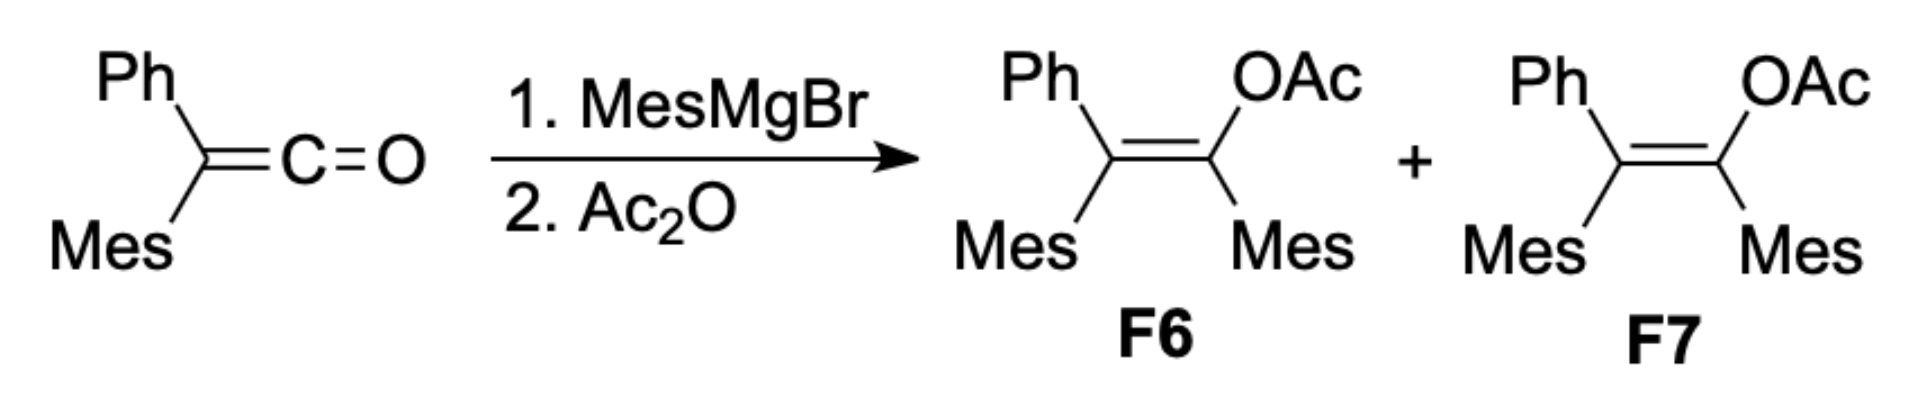 Ph
C=O
Mes
1. MesMgBr
2. Ac₂O
Ph OAc
Mes Mes
F6
+
Ph OAc
Mes Mes
F7